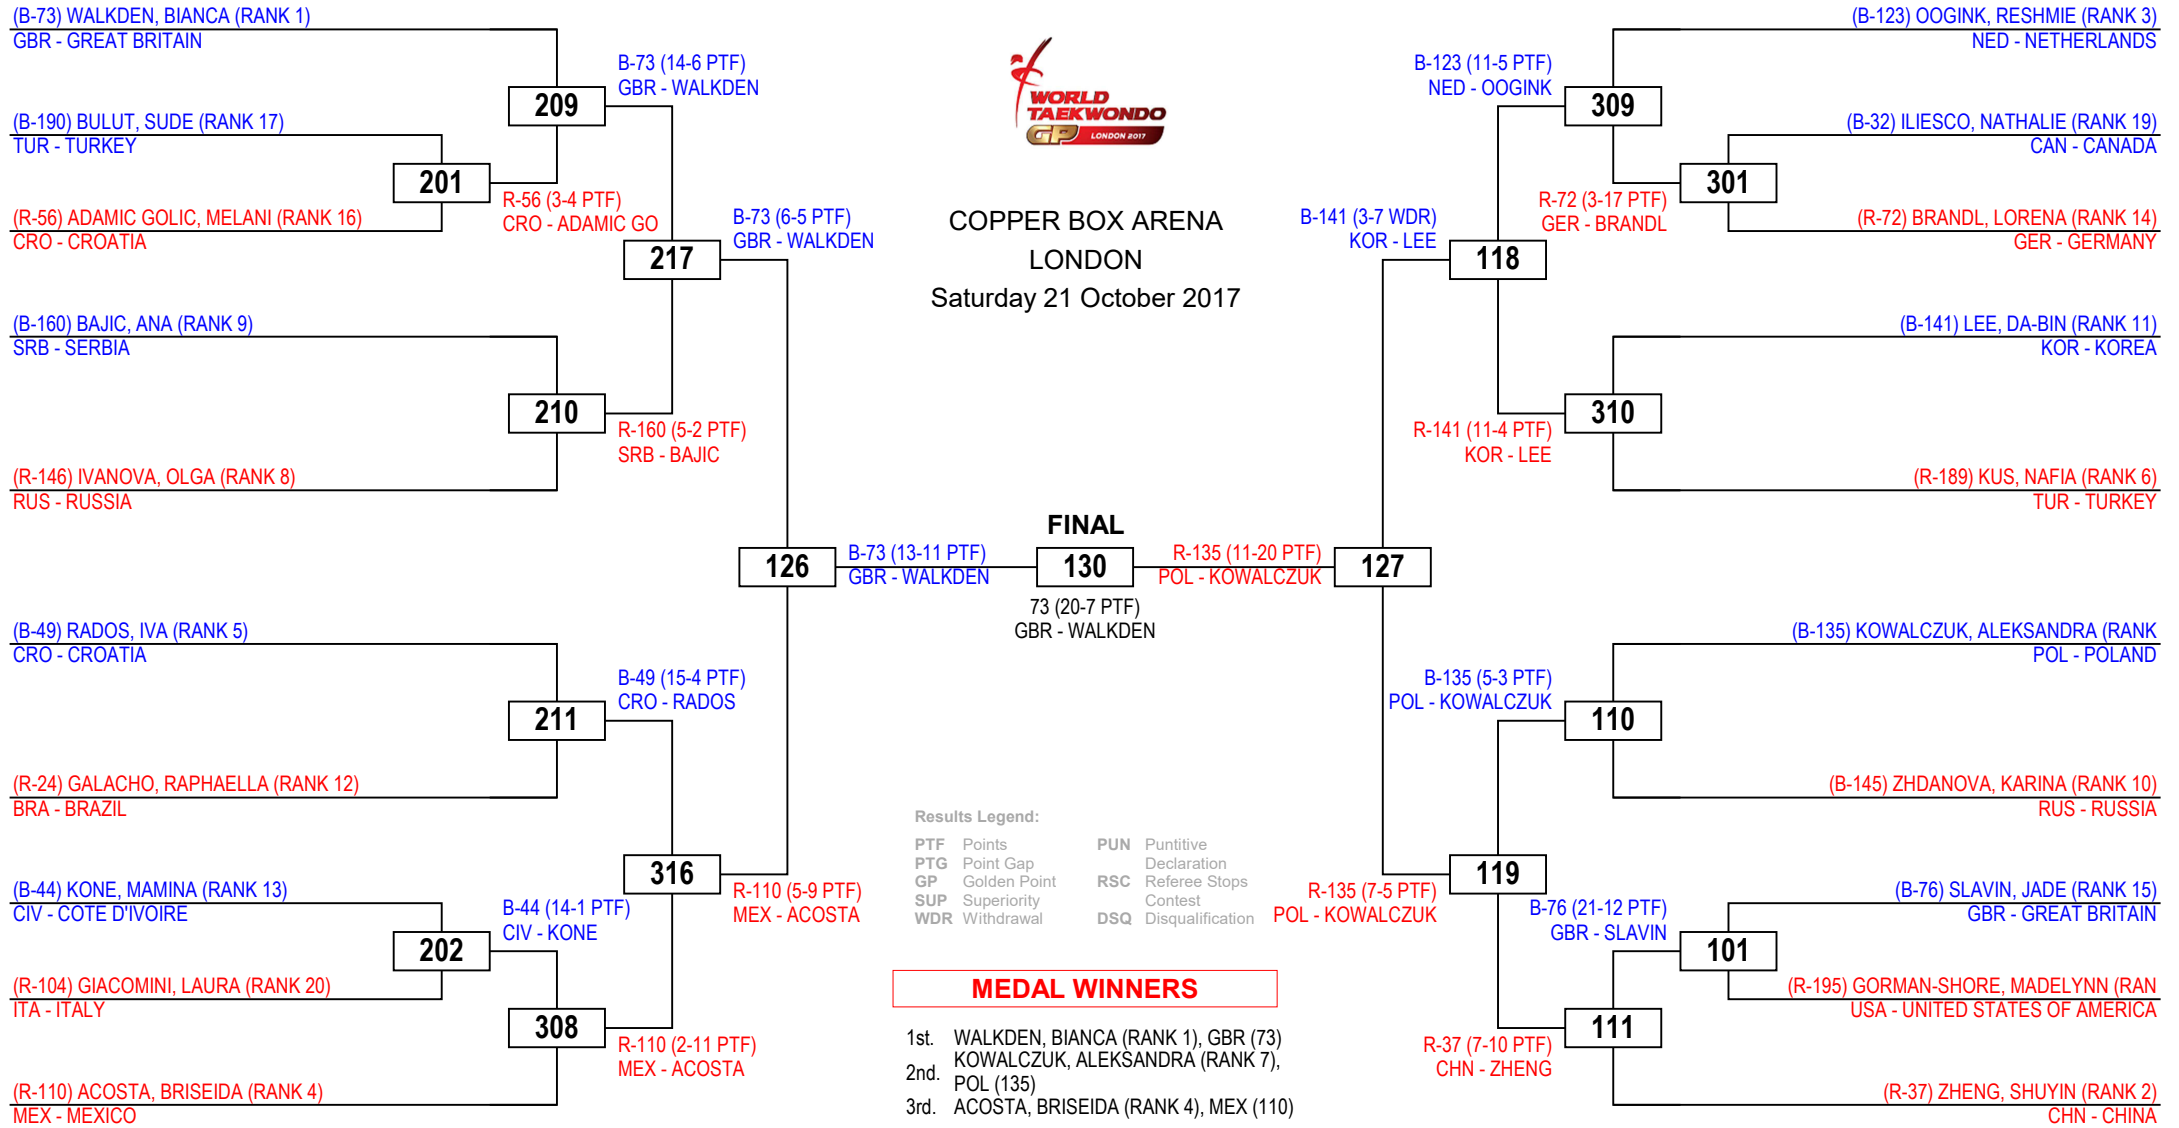 (B-73) WALKDEN, BIANCA (RANK 1)
GBR - GREAT BRITAIN
(B-190) BULUT, SUDE (RANK 17)
TUR - TURKEY
(R-56) ADAMIC GOLIC, MELANI (RANK 16)
CRO - CROATIA
(B-160) BAJIC, ANA (RANK 9)
SRB - SERBIA
(R-146) IVANOVA, OLGA (RANK 8)
RUS - RUSSIA
(B-49) RADOS, IVA (RANK 5)
CRO - CROATIA
(R-24) GALACHO, RAPHAELLA (RANK 12)
BRA - BRAZIL
(B-44) KONE, MAMINA (RANK 13)
CIV - COTE D'IVOIRE
(R-104) GIACOMINI, LAURA (RANK 20)
ITA - ITALY
(R-110) ACOSTA, BRISEIDA (RANK 4)
MEX - MEXICO
201
R-56 (3-4 PTF)
CRO - ADAMIC GO
202
B-44 (14-1 PTF)
CIV - KONE
209
B-73 (14-6 PTF)
GBR - WALKDEN
210
R-160 (5-2 PTF)
SRB - BAJIC
211
B-49 (15-4 PTF)
CRO - RADOS
308
R-110 (2-11 PTF)
MEX - ACOSTA
217
B-73 (6-5 PTF)
GBR - WALKDEN
316
R-110 (5-9 PTF)
MEX - ACOSTA
126
B-73 (13-11 PTF)
GBR - WALKDEN
WORLD
TAEKWONDO
GP LONDON 2017
COPPER BOX ARENA
LONDON
Saturday 21 October 2017
FINAL
130
73 (20-7 PTF)
GBR - WALKDEN
R-135 (11-20 PTF)
POL - KOWALCZUK
127
B-141 (3-7 WDR)
KOR - LEE
118
R-135 (7-5 PTF)
POL - KOWALCZUK
119
B-123 (11-5 PTF)
NED - OOGINK
309
R-141 (11-4 PTF)
KOR - LEE
310
B-135 (5-3 PTF)
POL - KOWALCZUK
110
R-37 (7-10 PTF)
CHN - ZHENG
111
R-72 (3-17 PTF)
GER - BRANDL
301
B-76 (21-12 PTF)
GBR - SLAVIN
101
(B-123) OOGINK, RESHMIE (RANK 3)
NED - NETHERLANDS
(B-32) ILIESCO, NATHALIE (RANK 19)
CAN - CANADA
(R-72) BRANDL, LORENA (RANK 14)
GER - GERMANY
(B-141) LEE, DA-BIN (RANK 11)
KOR - KOREA
(R-189) KUS, NAFIA (RANK 6)
TUR - TURKEY
(B-135) KOWALCZUK, ALEKSANDRA (RANK
POL - POLAND
(B-145) ZHDANOVA, KARINA (RANK 10)
RUS - RUSSIA
(B-76) SLAVIN, JADE (RANK 15)
GBR - GREAT BRITAIN
(R-195) GORMAN-SHORE, MADELYNN (RAN
USA - UNITED STATES OF AMERICA
(R-37) ZHENG, SHUYIN (RANK 2)
CHN - CHINA
Results Legend:
PTF Points
PTG Point Gap
GP Golden Point
SUP Superiority
WDR Withdrawal
PUN Puntitive
Declaration
RSC Referee Stops
Contest
DSQ Disqualification
MEDAL WINNERS
1st. WALKDEN, BIANCA (RANK 1), GBR (73)
2nd. KOWALCZUK, ALEKSANDRA (RANK 7),
POL (135)
3rd. ACOSTA, BRISEIDA (RANK 4), MEX (110)